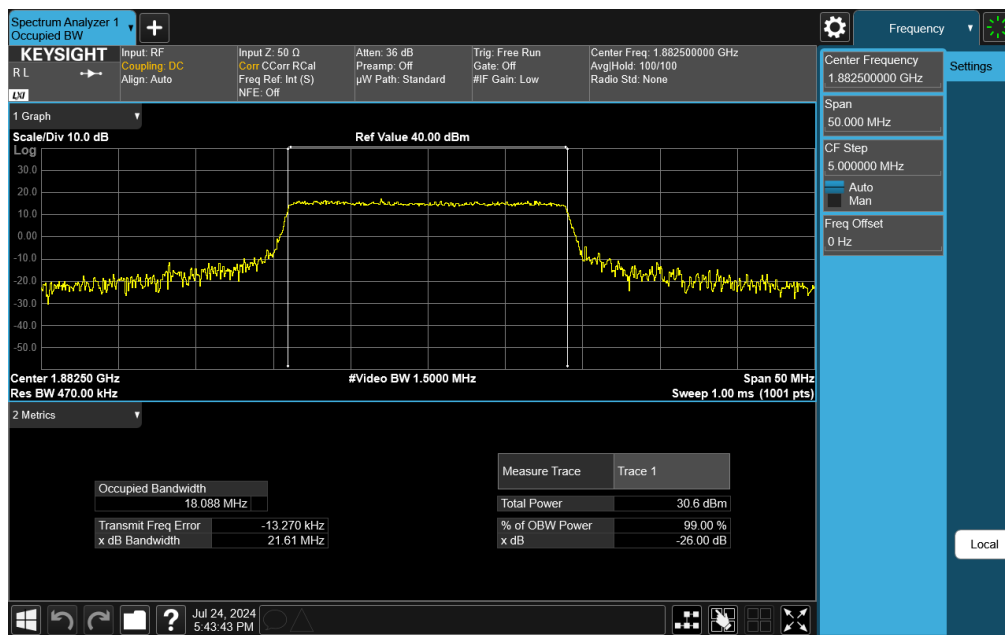 Spectrum Analyzer 1
Occupied BW
+
Frequency
KEYSIGHT
R L
LXI
Input: RF
Coupling: DC
Align: Auto
Input Z: 50 Ω
Corr CCorr RCal
Freq Ref: Int (S)
NFE: Off
Atten: 36 dB
Preamp: Off
µW Path: Standard
Trig: Free Run
Gate: Off
#IF Gain: Low
Center Freq: 1.882500000 GHz
Avg|Hold: 100/100
Radio Std: None
Center Frequency
1.882500000 GHz
Settings
Span
50.000 MHz
CF Step
5.000000 MHz
Auto
Man
Freq Offset
0 Hz
1 Graph
Scale/Div 10.0 dB
Ref Value 40.00 dBm
Log
30.0
20.0
10.0
0.00
-10.0
-20.0
-30.0
-40.0
-50.0
Center 1.88250 GHz
#Video BW 1.5000 MHz
Span 50 MHz
Res BW 470.00 kHz
Sweep 1.00 ms (1001 pts)
2 Metrics
Measure Trace
Trace 1
Occupied Bandwidth
18.088 MHz
Total Power
30.6 dBm
Transmit Freq Error
-13.270 kHz
% of OBW Power
99.00 %
x dB Bandwidth
21.61 MHz
x dB
-26.00 dB
Local
?
Jul 24, 2024
5:43:43 PM